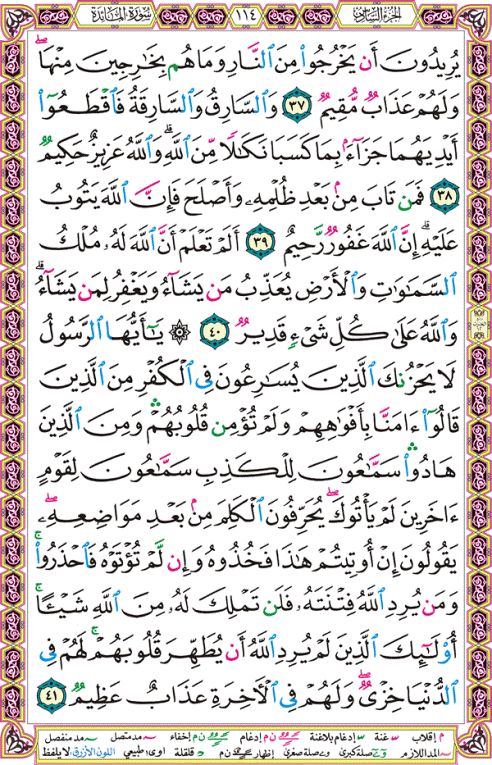 الجزء السادس ١١٤ سورة المائدة
يُرِيدُونَ أَن يَخْرُجُوا۟ مِنَ ٱلنَّارِ وَمَا هُم بِخَـٰرِجِينَ مِنْهَا ۖ
وَلَهُمْ عَذَابٌ مُّقِيمٌ ٣٧ وَٱلسَّارِقُ وَٱلسَّارِقَةُ فَٱقْطَعُوٓا۟
أَيْدِيَهُمَا جَزَآءًۢ بِمَا كَسَبَا نَكَـٰلًا مِّنَ ٱللَّهِ ۗ وَٱللَّهُ عَزِيزٌ حَكِيمٌ
٣٨ فَمَن تَابَ مِنۢ بَعْدِ ظُلْمِهِۦ وَأَصْلَحَ فَإِنَّ ٱللَّهَ يَتُوبُ
عَلَيْهِ ۗ إِنَّ ٱللَّهَ غَفُورٌ رَّحِيمٌ ٣٩ أَلَمْ تَعْلَمْ أَنَّ ٱللَّهَ لَهُۥ مُلْكُ
ٱلسَّمَـٰوَٰتِ وَٱلْأَرْضِ يُعَذِّبُ مَن يَشَآءُ وَيَغْفِرُ لِمَن يَشَآءُ ۗ
وَٱللَّهُ عَلَىٰ كُلِّ شَىْءٍ قَدِيرٌ ٤٠ ۞ يَـٰٓأَيُّهَا ٱلرَّسُولُ
لَا يَحْزُنكَ ٱلَّذِينَ يُسَـٰرِعُونَ فِى ٱلْكُفْرِ مِنَ ٱلَّذِينَ
قَالُوٓا۟ ءَامَنَّا بِأَفْوَٰهِهِمْ وَلَمْ تُؤْمِن قُلُوبُهُمْ ۛ وَمِنَ ٱلَّذِينَ
هَادُوا۟ ۛ سَمَّـٰعُونَ لِلْكَذِبِ سَمَّـٰعُونَ لِقَوْمٍ
ءَاخَرِينَ لَمْ يَأْتُوكَ ۖ يُحَرِّفُونَ ٱلْكَلِمَ مِنۢ بَعْدِ مَوَاضِعِهِۦ ۖ
يَقُولُونَ إِنْ أُوتِيتُمْ هَـٰذَا فَخُذُوهُ وَإِن لَّمْ تُؤْتَوْهُ فَٱحْذَرُوا۟ ۚ
وَمَن يُرِدِ ٱللَّهُ فِتْنَتَهُۥ فَلَن تَمْلِكَ لَهُۥ مِنَ ٱللَّهِ شَيْـًٔا ۚ
أُو۟لَـٰٓئِكَ ٱلَّذِينَ لَمْ يُرِدِ ٱللَّهُ أَن يُطَهِّرَ قُلُوبَهُمْ ۚ لَهُمْ فِى
ٱلدُّنْيَا خِزْىٌ ۖ وَلَهُمْ فِى ٱلْـَٔاخِرَةِ عَذَابٌ عَظِيمٌ ٤١
م إقلاب غنة إدغام بلاغنة ن م إدغام ن م إخفاء مد متصل مد منفصل
المد اللازم صلة كبرى صلة صغرى إظهار ن م قلقلة اوى: طبيعي اللون الأزرق: لا يلفظ